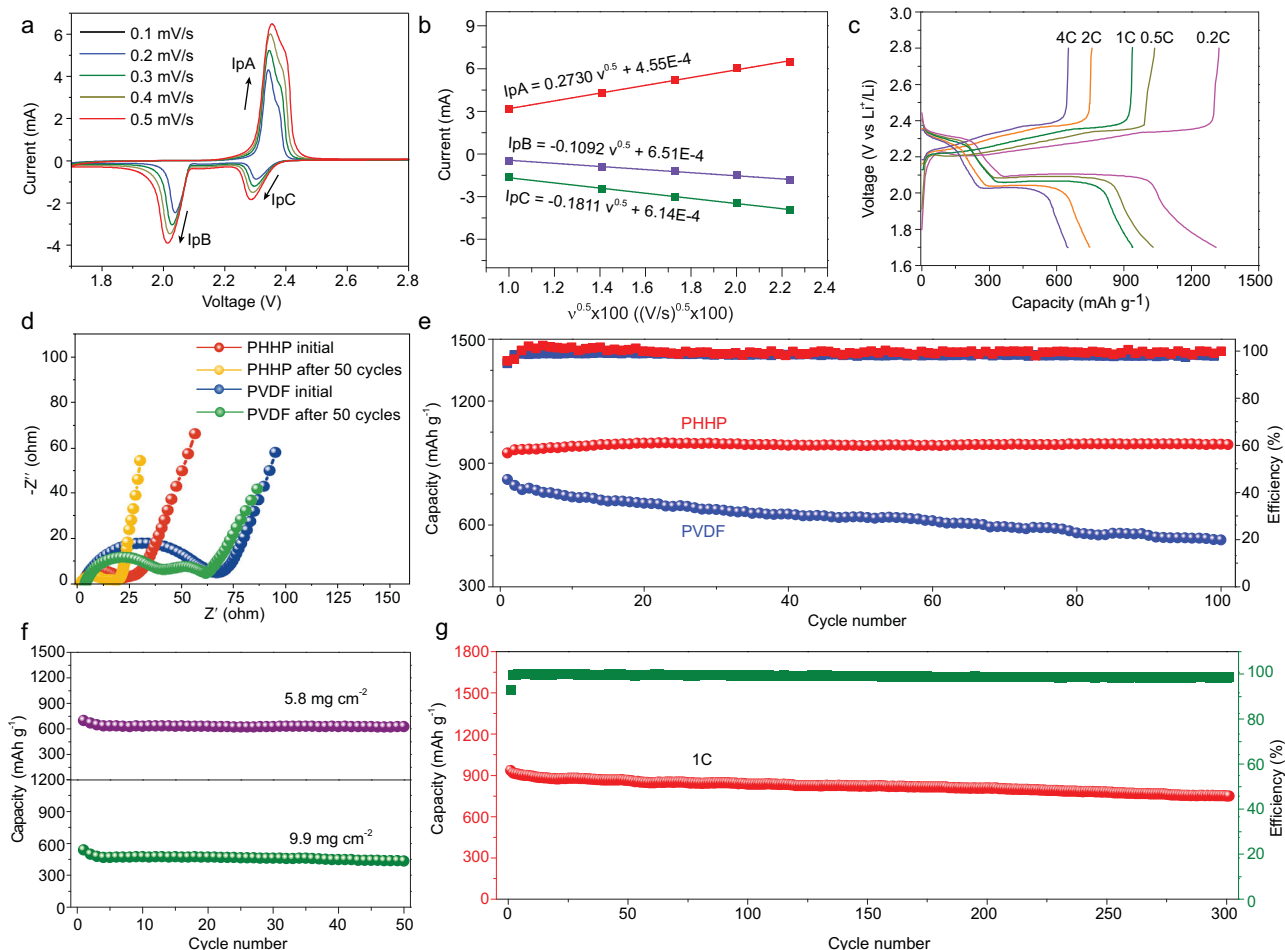 a
6
4
2
0
-2
-4
Current (mA)
0.1 mV/s
0.2 mV/s
0.3 mV/s
0.4 mV/s
0.5 mV/s
IpA
IpB
IpC
1.8
2.0
2.2
2.4
2.6
2.8
Voltage (V)
b
9
6
3
0
-3
-6
Current (mA)
IpA = 0.2730 v^0.5 + 4.55E-4
IpB = -0.1092 v^0.5 + 6.51E-4
IpC = -0.1811 v^0.5 + 6.14E-4
1.0 1.2 1.4 1.6 1.8 2.0 2.2 2.4
v^0.5x100 ((V/s)^0.5x100)
c
3.2
2.8
2.4
2.0
1.6
Voltage (V vs Li⁺/Li)
4C 2C 1C 0.5C 0.2C
0 300 600 900 1200 1500
Capacity (mAh g⁻¹)
d
100
80
60
40
20
0
-Z'' (ohm)
PHHP initial
PHHP after 50 cycles
PVDF initial
PVDF after 50 cycles
0 25 50 75 100 125 150
Z' (ohm)
e
1500
1200
900
600
300
Capacity (mAh g⁻¹)
PHHP
PVDF
100
80
60
40
20
0
Efficiency (%)
0 20 40 60 80 100
Cycle number
f
1500
1200
900
600
300
1200
900
600
300
0
Capacity (mAh g⁻¹)
5.8 mg cm⁻²
9.9 mg cm⁻²
0 10 20 30 40 50
Cycle number
g
1800
1500
1200
900
600
300
0
Capacity (mAh g⁻¹)
1C
100
80
60
40
20
0
Efficiency (%)
0 50 100 150 200 250 300
Cycle number